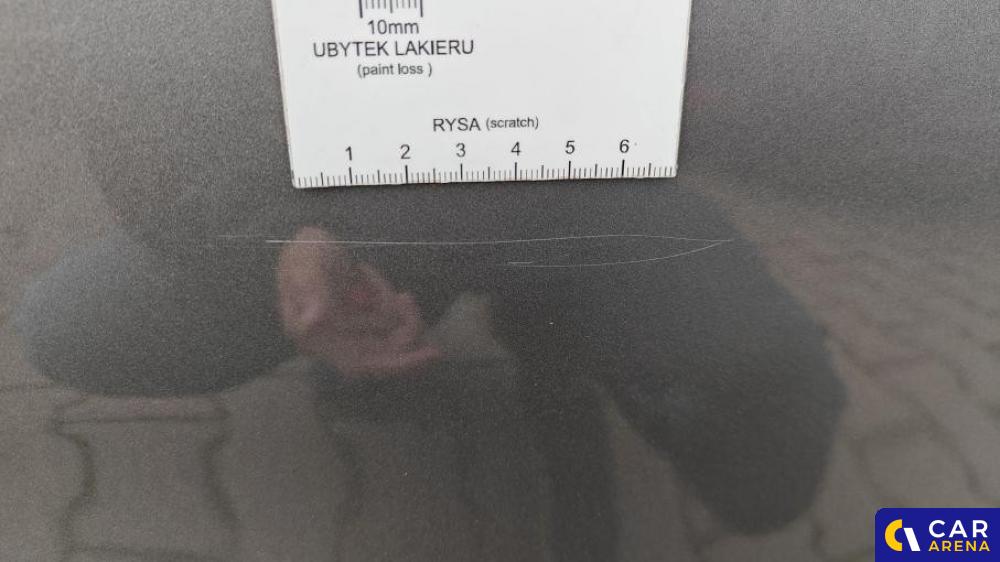 10mm
UBYTEK LAKIERU
(paint loss )
RYSA (scratch)
1 2 3 4 5 6
CAR
ARENA